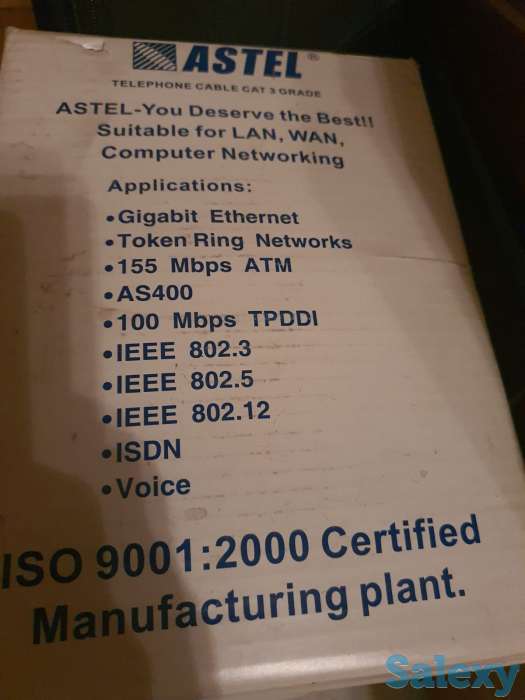 ASTEL®
TELEPHONE CABLE CAT 3 GRADE
ASTEL-You Deserve the Best!!
Suitable for LAN, WAN,
Computer Networking
Applications:
•Gigabit Ethernet
•Token Ring Networks
•155 Mbps ATM
•AS400
•100 Mbps TPDDI
•IEEE 802.3
•IEEE 802.5
•IEEE 802.12
•ISDN
•Voice
ISO 9001:2000 Certified
Manufacturing plant.
Salexy